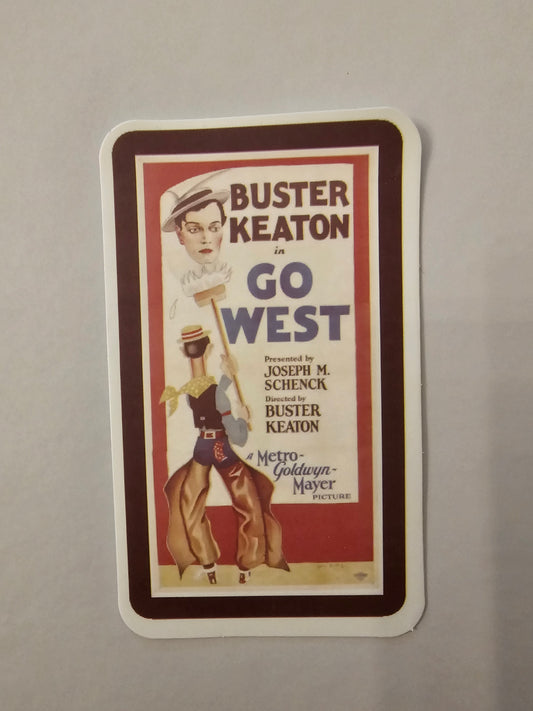 BUSTER
KEATON
in
GO
WEST
Presented by
JOSEPH M.
SCHENCK
Directed by
BUSTER
KEATON
A Metro-
Goldwyn-
Mayer
PICTURE